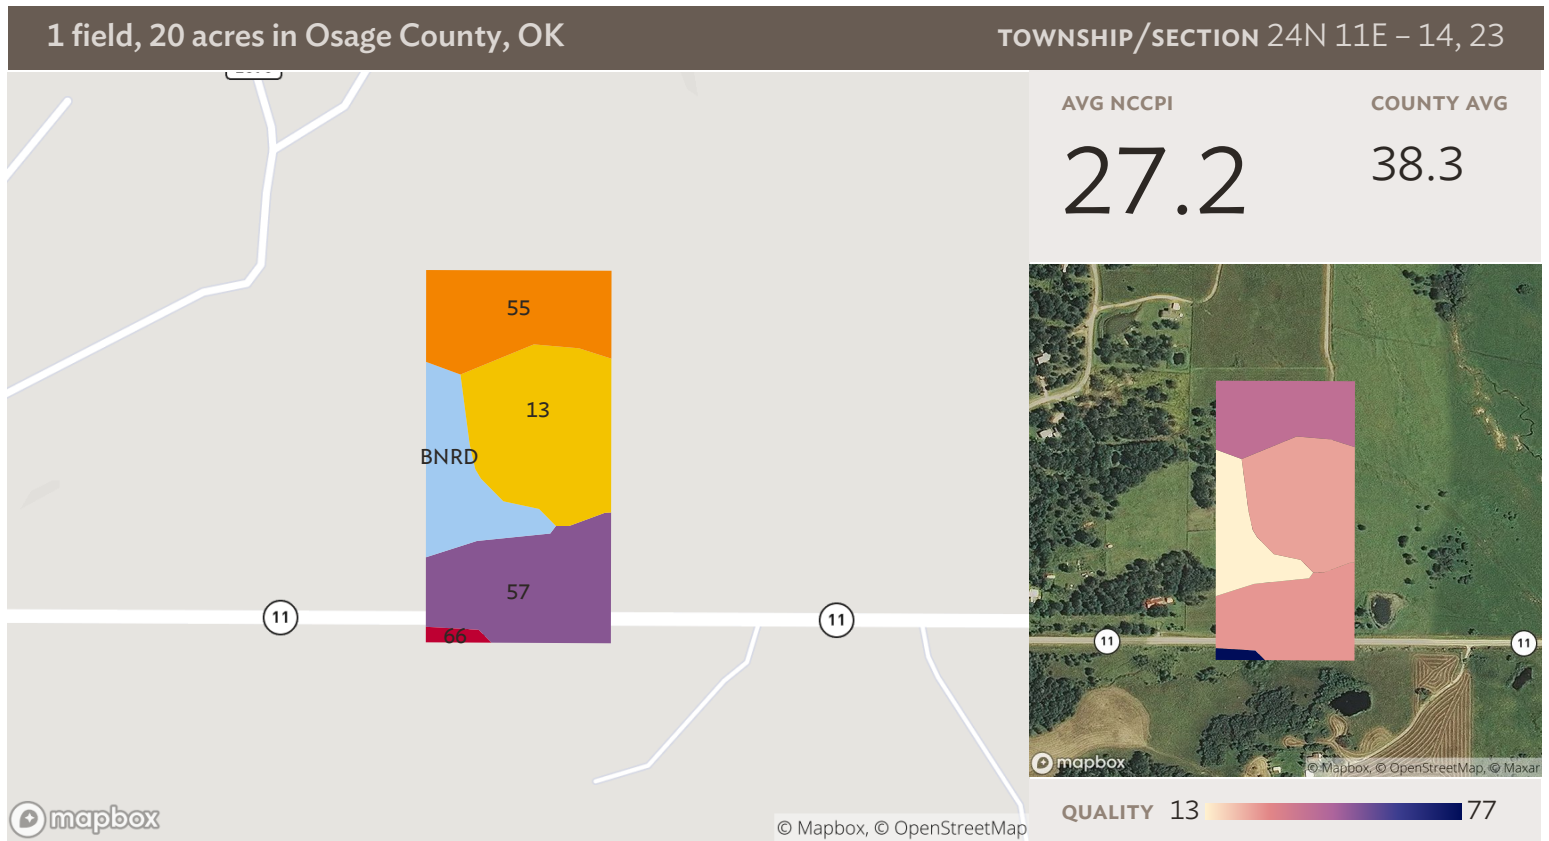 1 field, 20 acres in Osage County, OK
TOWNSHIP/SECTION 24N 11E – 14, 23
AVG NCCPI
COUNTY AVG
27.2
38.3
55
13
BNRD
57
66
11
11
11
11
mapbox
© Mapbox, © OpenStreetMap
mapbox
© Mapbox, © OpenStreetMap, © Maxar
QUALITY 13 77